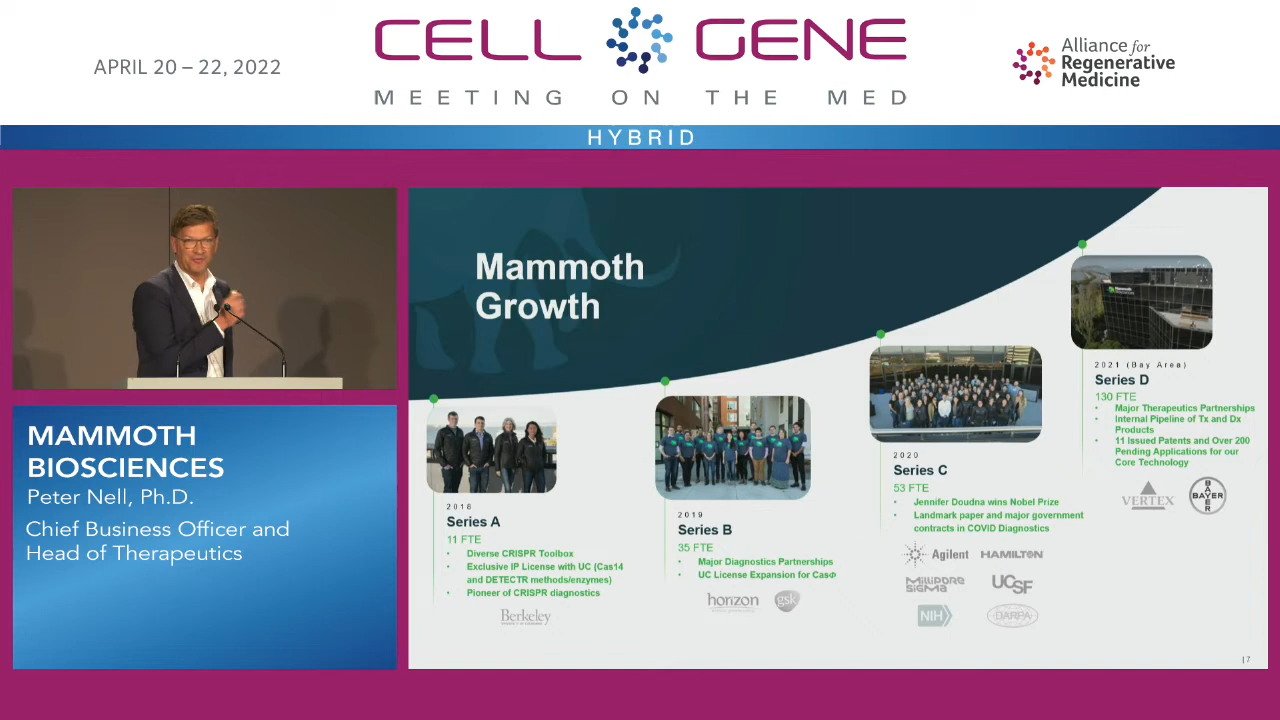 APRIL 20 – 22, 2022
CELL GENE
MEETING ON THE MED
Alliance for
Regenerative
Medicine
HYBRID
MAMMOTH
BIOSCIENCES
Peter Nell, Ph.D.
Chief Business Officer and
Head of Therapeutics
Mammoth
Growth
2018
Series A
11 FTE
• Diverse CRISPR Toolbox
• Exclusive IP License with UC (Cas14
and DETECTR methods/enzymes)
• Pioneer of CRISPR diagnostics
Berkeley
2019
Series B
35 FTE
• Major Diagnostics Partnerships
• UC License Expansion for CasΦ
horizon
gsk
2020
Series C
53 FTE
• Jennifer Doudna wins Nobel Prize
• Landmark paper and major government
contracts in COVID Diagnostics
Agilent
HAMILTON
MILLIPORE
SIGMA
UCSF
NIH
DARPA
2021 (Bay Area)
Series D
130 FTE
• Major Therapeutics Partnerships
• Internal Pipeline of Tx and Dx
Products
• 11 Issued Patents and Over 200
Pending Applications for our
Core Technology
VERTEX
BAYER
BAYER
| 7